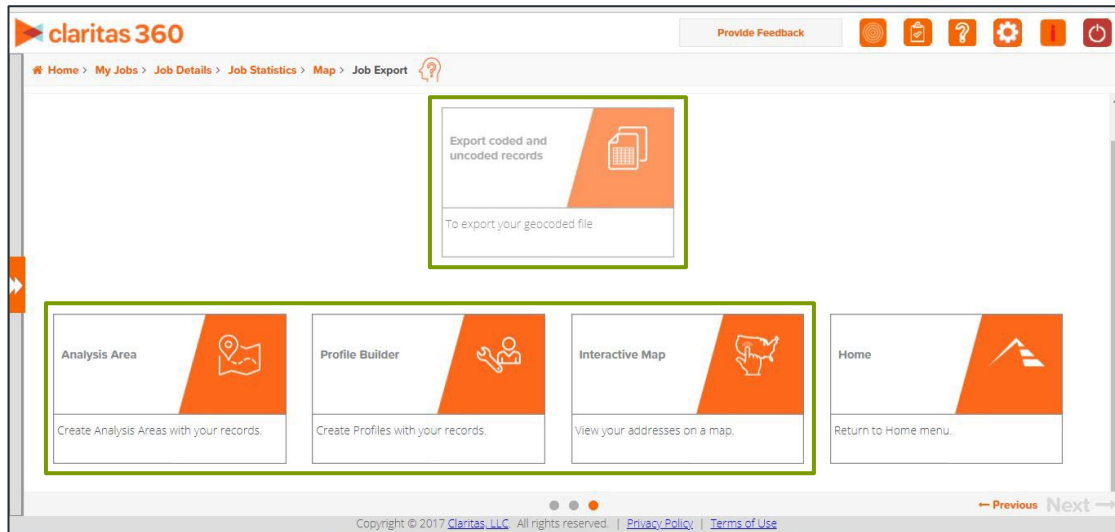 claritas 360
Provide Feedback
Home > My Jobs > Job Details > Job Statistics > Map > Job Export
Export coded and
uncoded records
To export your geocoded file
Analysis Area
Create Analysis Areas with your records.
Profile Builder
Create Profiles with your records.
Interactive Map
View your addresses on a map.
Home
Return to Home menu.
← Previous Next →
Copyright © 2017 Claritas, LLC. All rights reserved. | Privacy Policy | Terms of Use